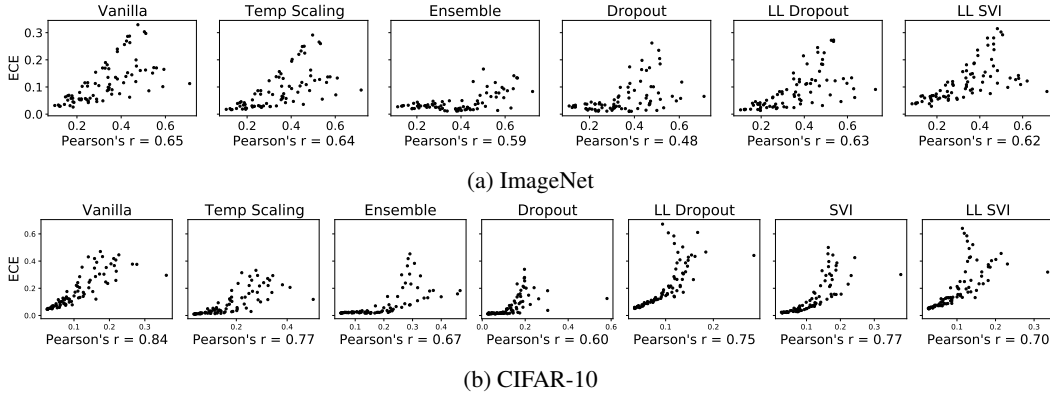 Vanilla Temp Scaling Ensemble Dropout LL Dropout LL SVI
ECE
0.3
0.2
0.1
0.0
0.2 0.4 0.6 0.2 0.4 0.6 0.2 0.4 0.6 0.2 0.4 0.6 0.2 0.4 0.6 0.2 0.4 0.6
Pearson's r = 0.65 Pearson's r = 0.64 Pearson's r = 0.59 Pearson's r = 0.48 Pearson's r = 0.63 Pearson's r = 0.62
(a) ImageNet
Vanilla Temp Scaling Ensemble Dropout LL Dropout SVI LL SVI
ECE
0.6
0.4
0.2
0.0
0.1 0.2 0.3 0.2 0.4 0.1 0.2 0.3 0.4 0.0 0.2 0.4 0.6 0.1 0.2 0.1 0.2 0.3 0.1 0.2 0.3
Pearson's r = 0.84 Pearson's r = 0.77 Pearson's r = 0.67 Pearson's r = 0.60 Pearson's r = 0.75 Pearson's r = 0.77 Pearson's r = 0.70
(b) CIFAR-10